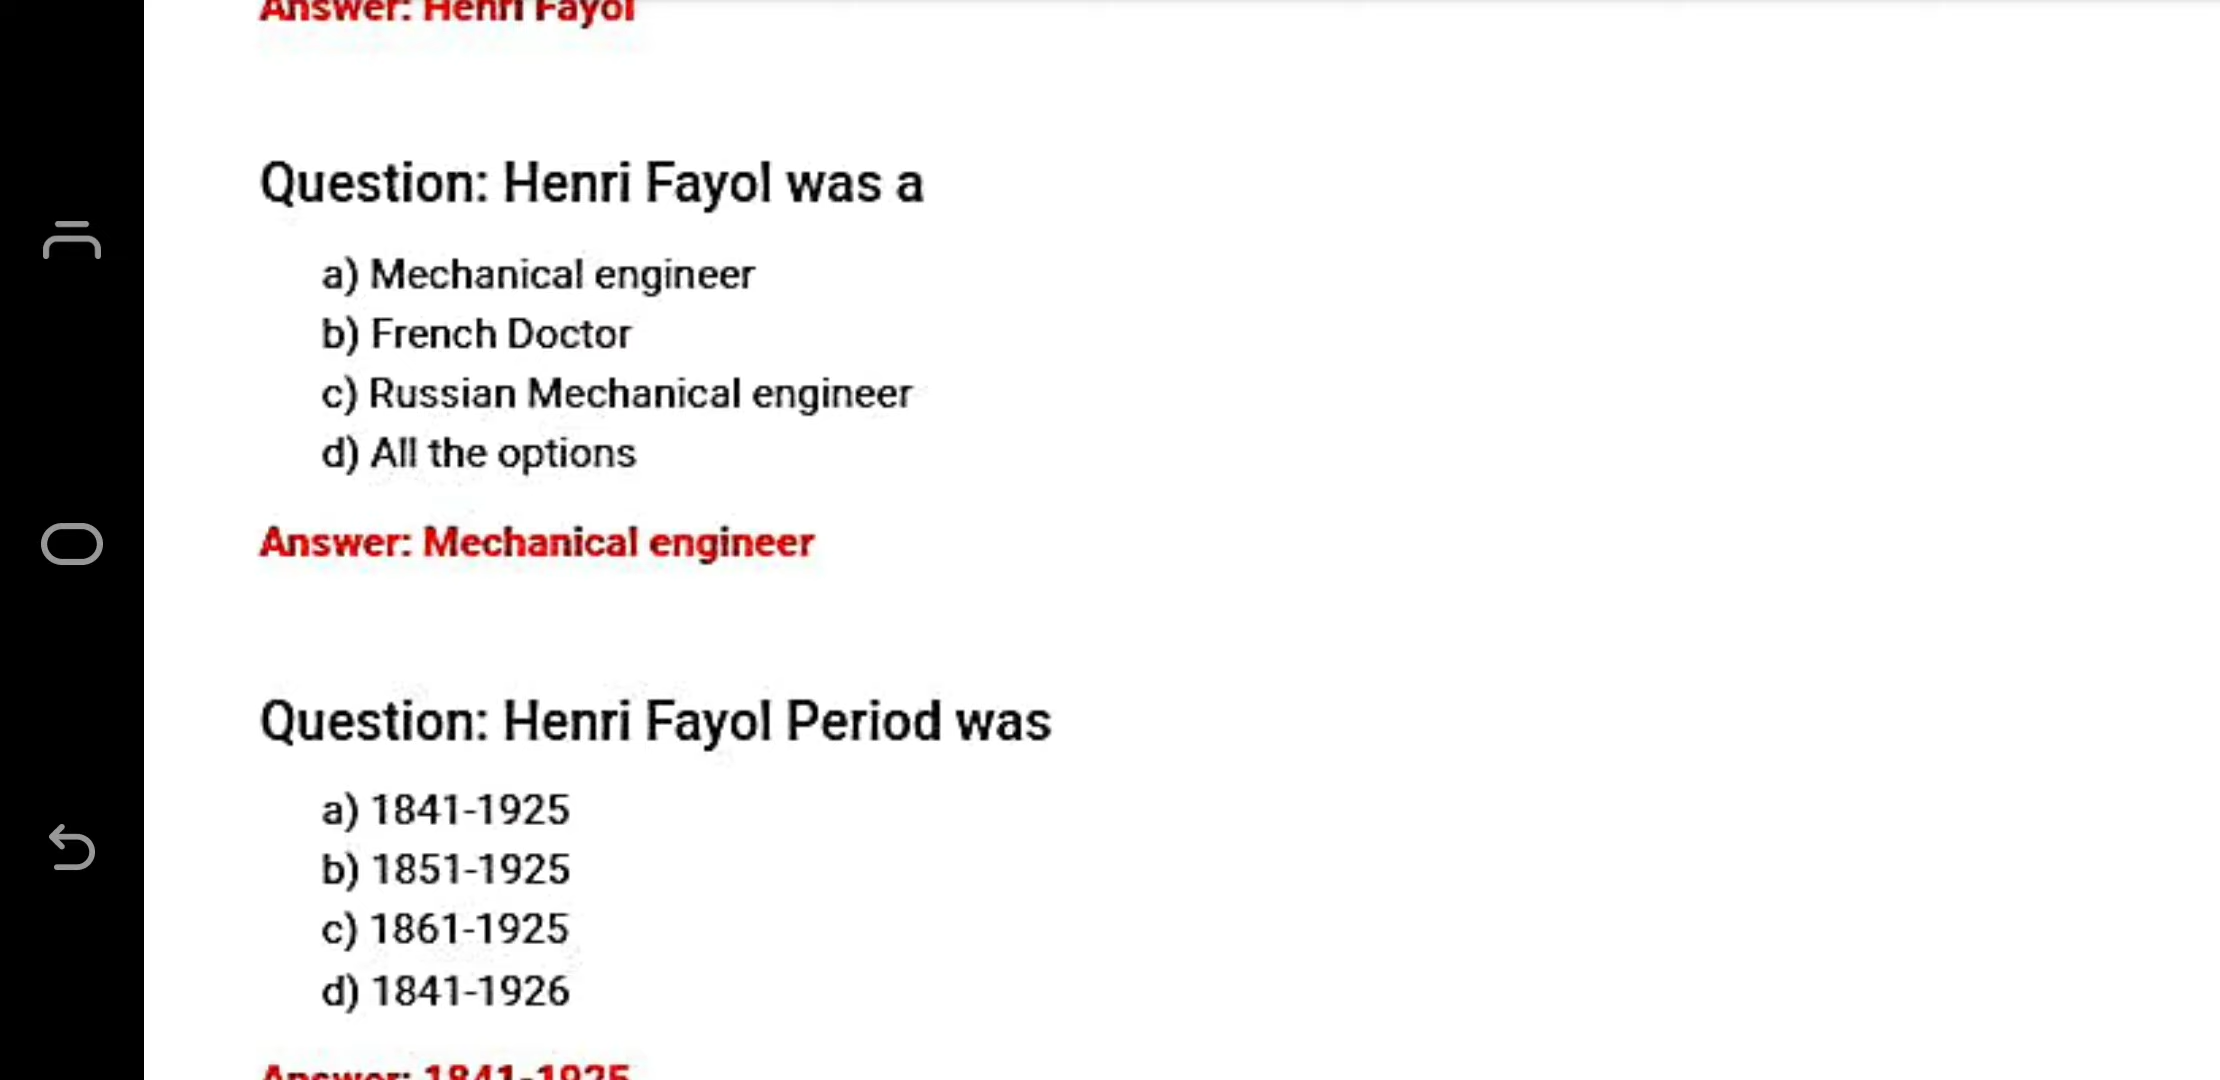 Answer: Henri Fayol
Question: Henri Fayol was a
a) Mechanical engineer
b) French Doctor
c) Russian Mechanical engineer
d) All the options
Answer: Mechanical engineer
Question: Henri Fayol Period was
a) 1841-1925
b) 1851-1925
c) 1861-1925
d) 1841-1926
Answer: 1841-1925